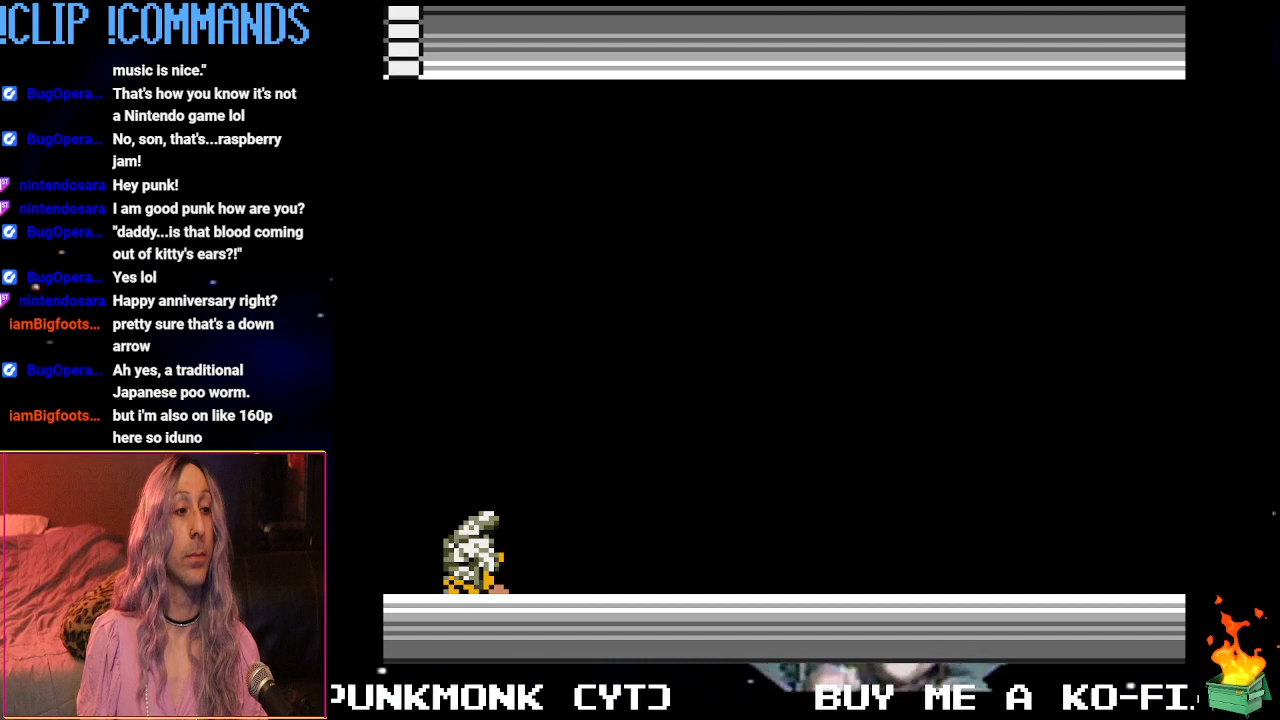 !CLIP !COMMANDS
music is nice."
BugOpera... That's how you know it's not
a Nintendo game lol
BugOpera... No, son, that's...raspberry
jam!
nintendosara Hey punk!
nintendosara I am good punk how are you?
BugOpera... "daddy...is that blood coming
out of kitty's ears?!"
BugOpera... Yes lol
nintendosara Happy anniversary right?
iamBigfoots... pretty sure that's a down
arrow
BugOpera... Ah yes, a traditional
Japanese poo worm.
iamBigfoots... but i'm also on like 160p
here so iduno
PUNKMONK (YT) BUY ME A KO-FI.